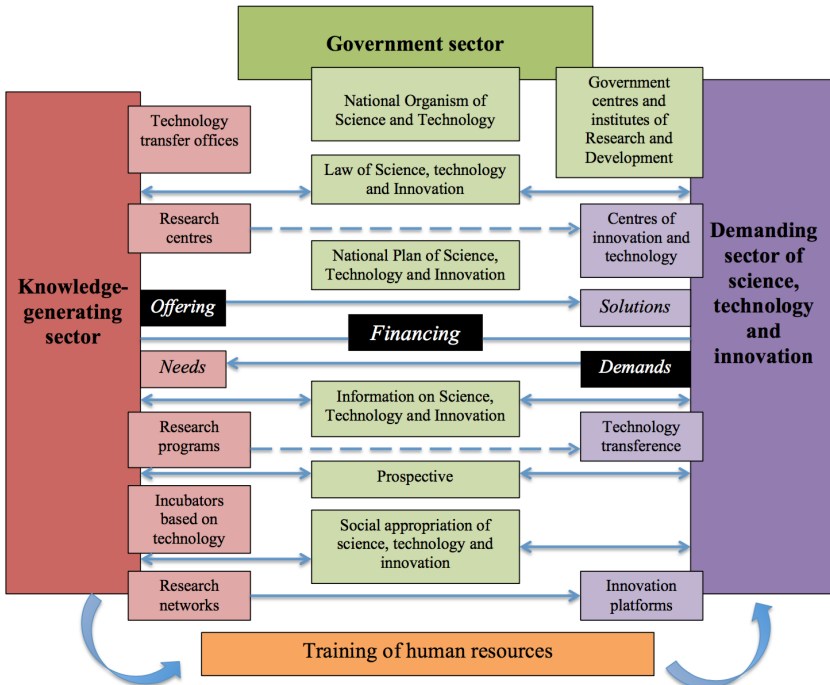 Government sector
Government
centres and
institutes of
Research and
Development
National Organism of
Science and Technology
Technology
transfer offices
Law of Science, technology
and Innovation
Research
centres
Centres of
innovation and
technology
National Plan of Science,
Technology and Innovation
Knowledge-
generating
sector
Demanding
sector of
science,
technology
and
innovation
Offering
Solutions
Financing
Needs
Demands
Information on Science,
Technology and Innovation
Research
programs
Technology
transference
Prospective
Incubators
based on
technology
Social appropriation of
science, technology and
innovation
Research
networks
Innovation
platforms
Training of human resources